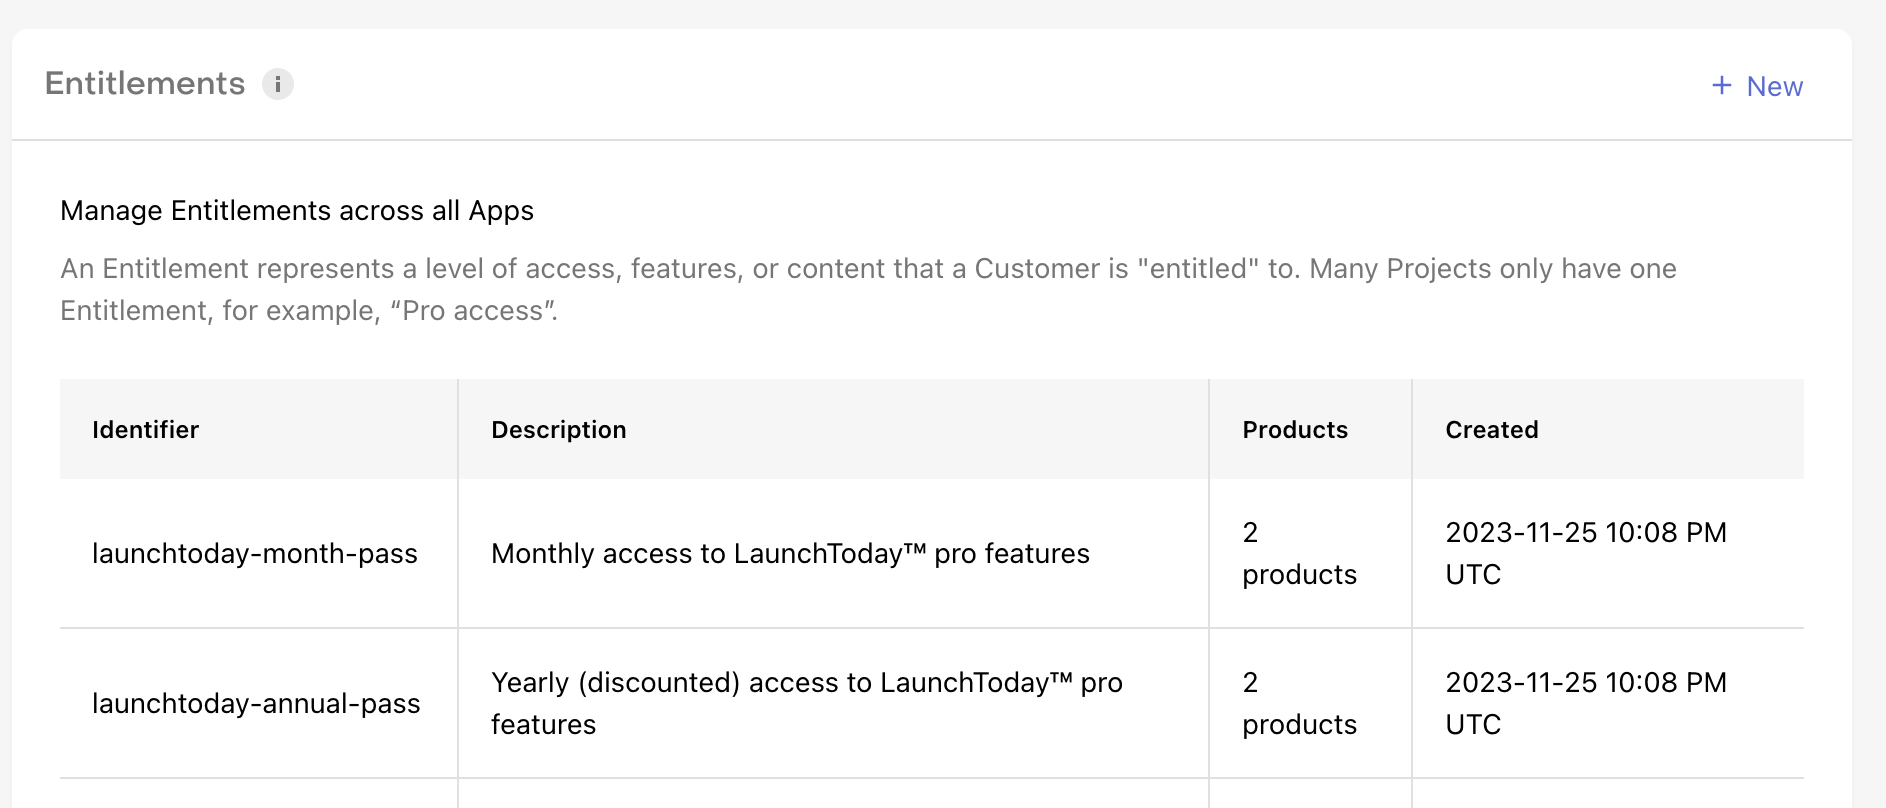 Entitlements i
+ New
Manage Entitlements across all Apps
An Entitlement represents a level of access, features, or content that a Customer is "entitled" to. Many Projects only have one
Entitlement, for example, “Pro access”.
Identifier Description Products Created
launchtoday-month-pass Monthly access to LaunchToday™ pro features 2 products 2023-11-25 10:08 PM UTC
launchtoday-annual-pass Yearly (discounted) access to LaunchToday™ pro features 2 products 2023-11-25 10:08 PM UTC